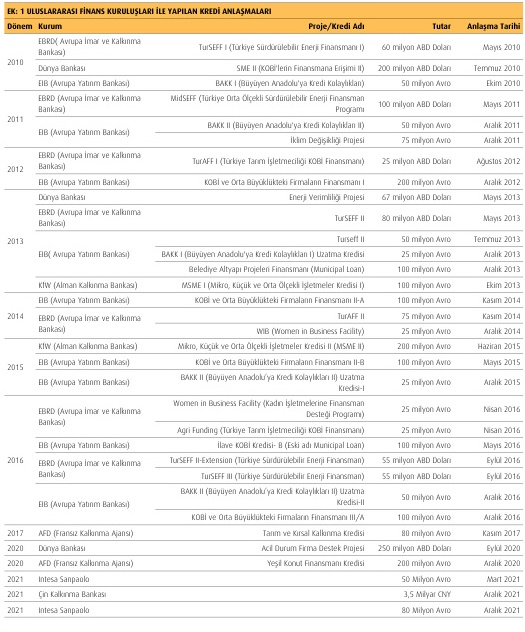 EK: 1 ULUSLARARASI FİNANS KURULUŞLARI İLE YAPILAN KREDİ ANLAŞMALARI
Dönem Kurum Proje/Kredi Adı Tutar Anlaşma Tarihi
2010 EBRD( Avrupa İmar ve Kalkınma Bankası) TurSEFF I (Türkiye Sürdürülebilir Enerji Finansmanı I) 60 milyon ABD Doları Mayıs 2010
Dünya Bankası SME II (KOBİ'lerin Finansmana Erişimi II) 200 milyon ABD Doları Temmuz 2010
EIB (Avrupa Yatırım Bankası) BAKK I (Büyüyen Anadolu'ya Kredi Kolaylıkları) 50 milyon Avro Ekim 2010
2011 EBRD (Avrupa İmar ve Kalkınma Bankası) MidSEFF (Türkiye Orta Ölçekli Sürdürülebilir Enerji Finansman Programı 100 milyon ABD Doları Mayıs 2011
EIB (Avrupa Yatırım Bankası) BAKK II (Büyüyen Anadolu'ya Kredi Kolaylıkları II) 50 milyon Avro Aralık 2011
İklim Değişikliği Projesi 75 milyon Avro Aralık 2011
2012 EBRD (Avrupa İmar ve Kalkınma Bankası) TurAFF I (Türkiye Tarım İşletmeciliği KOBİ Finansmanı) 25 milyon ABD Doları Ağustos 2012
EIB (Avrupa Yatırım Bankası) KOBİ ve Orta Büyüklükteki Firmaların Finansmanı I 200 milyon Avro Aralık 2012
2013 Dünya Bankası Enerji Verimliliği Projesi 67 milyon ABD Doları Mayıs 2013
EBRD (Avrupa İmar ve Kalkınma Bankası) TurSEFF II 80 milyon ABD Doları Mayıs 2013
EIB( Avrupa Yatırım Bankası) Turseff II 50 milyon Avro Temmuz 2013
BAKK I (Büyüyen Anadolu'ya Kredi Kolaylıkları I) Uzatma Kredisi 25 milyon Avro Aralık 2013
Belediye Altyapı Projeleri Finansmanı (Municipal Loan) 100 milyon Avro Aralık 2013
KfW (Alman Kalkınma Bankası) MSME I (Mikro, Küçük ve Orta Ölçekli İşletmeler Kredisi I) 100 milyon Avro Ekim 2013
2014 EIB (Avrupa Yatırım Bankası) KOBİ ve Orta Büyüklükteki Firmaların Finansmanı II-A 100 milyon Avro Kasım 2014
EBRD (Avrupa İmar ve Kalkınma Bankası) TurAFF II 75 milyon Avro Kasım 2014
WIB (Women in Business Facility) 25 milyon Avro Aralık 2014
2015 KfW (Alman Kalkınma Bankası) Mikro, Küçük ve Orta Ölçekli İşletmeler Kredisi II (MSME II) 200 milyon Avro Haziran 2015
EIB (Avrupa Yatırım Bankası) KOBİ ve Orta Büyüklükteki Firmaların Finansmanı II-B 100 milyon Avro Mayıs 2015
EIB (Avrupa Yatırım Bankası) BAKK II (Büyüyen Anadolu'ya Kredi Kolaylıkları II) Uzatma Kredisi-I 25 milyon Avro Aralık 2015
2016 EBRD (Avrupa İmar ve Kalkınma Bankası) Women in Business Facility (Kadın İşletmelerine Finansman Desteği Programı) 25 milyon Avro Nisan 2016
Agri Funding (Türkiye Tarım İşletmeciliği KOBİ Finansmanı) 25 milyon Avro Nisan 2016
EIB (Avrupa Yatırım Bankası) İlave KOBİ Kredisi- B (Eski adı Municipal Loan) 100 milyon Avro Mayıs 2016
EBRD (Avrupa İmar ve Kalkınma Bankası) TurSEFF II-Extension (Türkiye Sürdürülebilir Enerji Finansmanı) 55 milyon ABD Doları Eylül 2016
TurSEFF III (Türkiye Sürdürülebilir Enerji Finansmanı) 55 milyon ABD Doları Eylül 2016
EIB (Avrupa Yatırım Bankası) BAKK II (Büyüyen Anadolu'ya Kredi Kolaylıkları II) Uzatma Kredisi-II 50 milyon Avro Aralık 2016
KOBİ ve Orta Büyüklükteki Firmaların Finansmanı III/A 100 milyon Avro Aralık 2016
2017 AFD (Fransız Kalkınma Ajansı) Tarım ve Kırsal Kalkınma Kredisi 80 milyon Avro Kasım 2017
2020 Dünya Bankası Acil Durum Firma Destek Projesi 250 milyon ABD Doları Eylül 2020
2020 AFD (Fransız Kalkınma Ajansı) Yeşil Konut Finansmanı Kredisi 200 milyon Avro Aralık 2020
2021 Intesa Sanpaolo 50 Milyon Avro Mart 2021
2021 Çin Kalkınma Bankası 3,5 Milyar CNY Aralık 2021
2021 Intesa Sanpaolo 80 Milyon Avro Aralık 2021